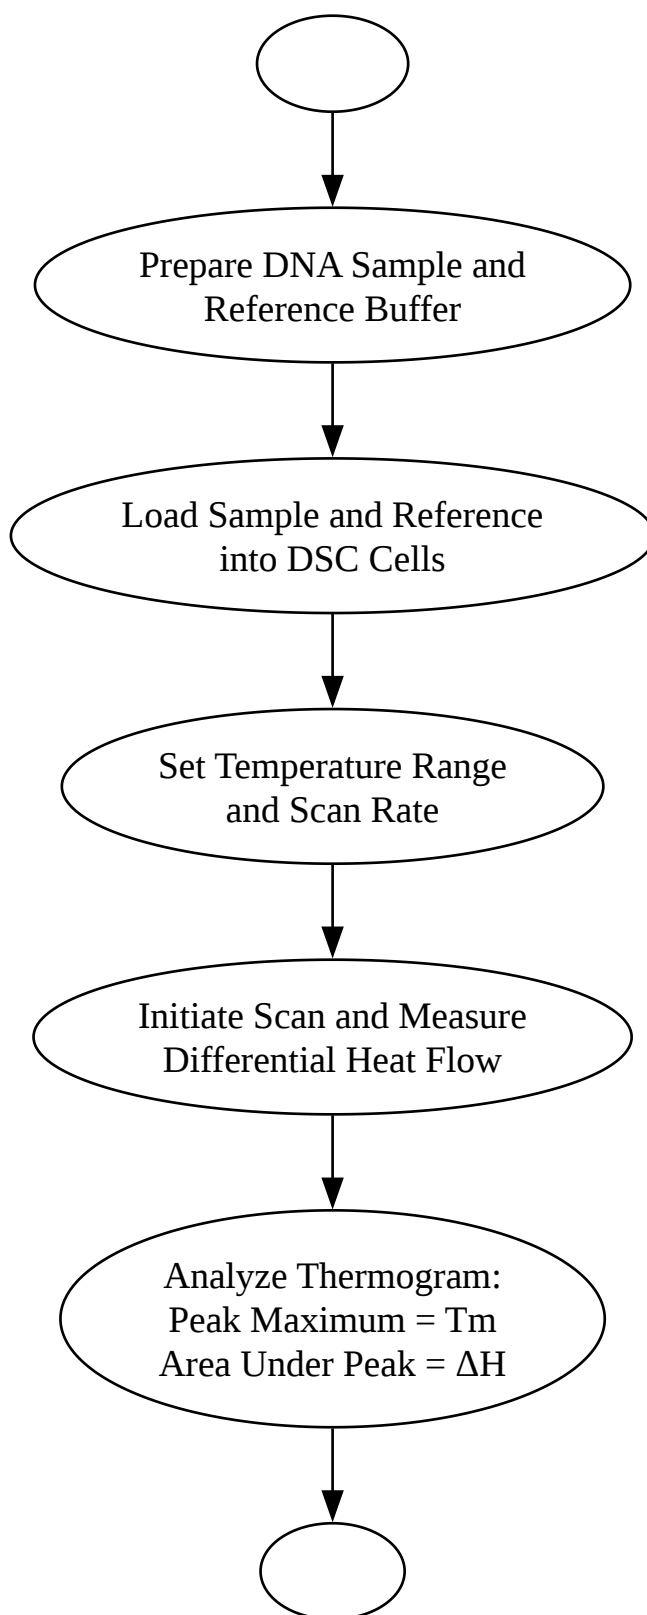 Prepare DNA Sample and
Reference Buffer
Load Sample and Reference
into DSC Cells
Set Temperature Range
and Scan Rate
Initiate Scan and Measure
Differential Heat Flow
Analyze Thermogram:
Peak Maximum = Tm
Area Under Peak = ΔH